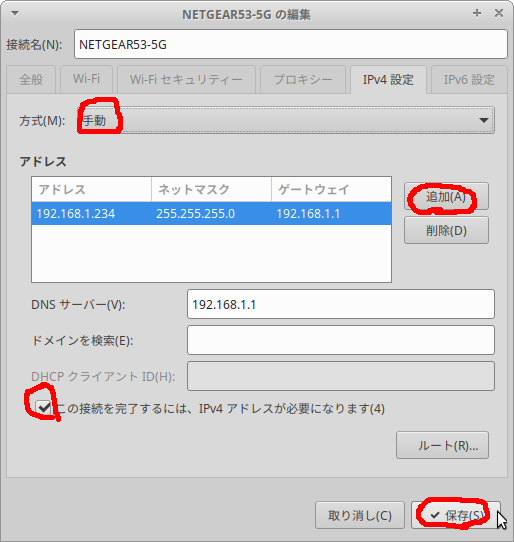 NETGEAR53-5G の編集
接続名(N): NETGEAR53-5G
全般 Wi-Fi Wi-Fi セキュリティー プロキシー IPv4 設定 IPv6 設定
方式(M): 手動
アドレス
アドレス ネットマスク ゲートウェイ
192.168.1.234 255.255.255.0 192.168.1.1
追加(A)
削除(D)
DNS サーバー(V): 192.168.1.1
ドメインを検索(E):
DHCP クライアント ID(H):
この接続を完了するには、IPv4 アドレスが必要になります(4)
ルート(R)...
取り消し(C) 保存(S)